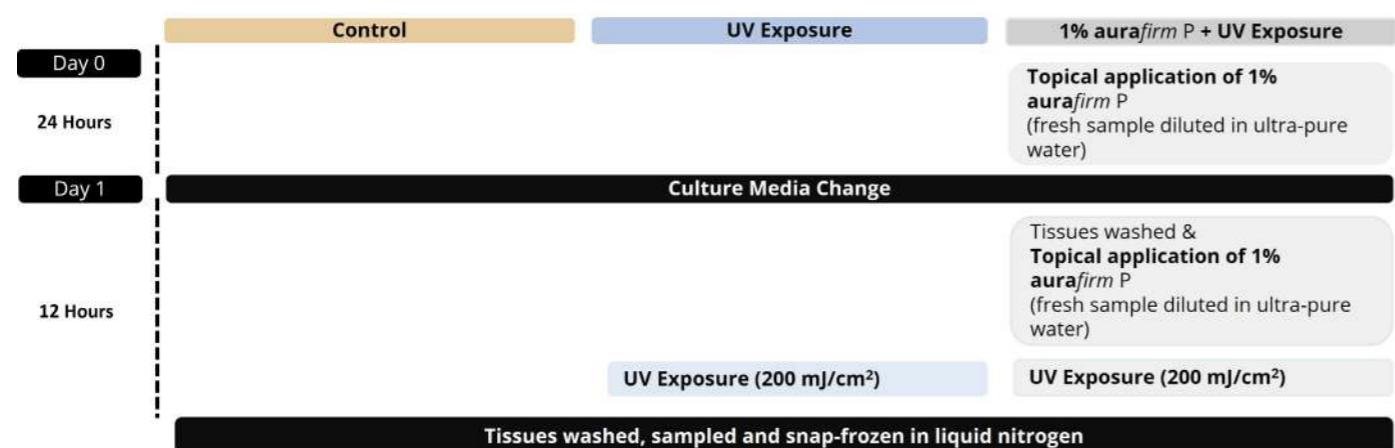 Control
UV Exposure
1% aurafirm P + UV Exposure
Day 0
24 Hours
Topical application of 1%
aurafirm P
(fresh sample diluted in ultra-pure
water)
Day 1
Culture Media Change
12 Hours
Tissues washed &
Topical application of 1%
aurafirm P
(fresh sample diluted in ultra-pure
water)
UV Exposure (200 mJ/cm²)
UV Exposure (200 mJ/cm²)
Tissues washed, sampled and snap-frozen in liquid nitrogen